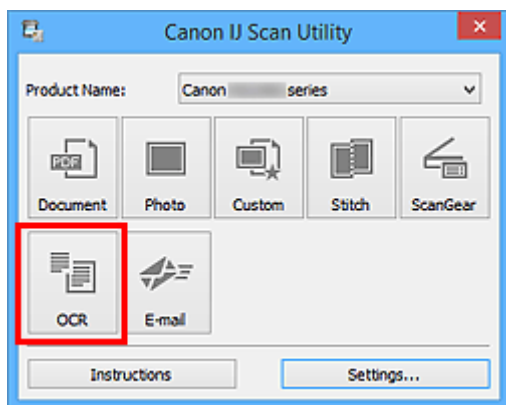 Canon IJ Scan Utility
Product Name: Canon series
PDF
Document Photo Custom Stitch ScanGear
OCR E-mail
Instructions Settings...